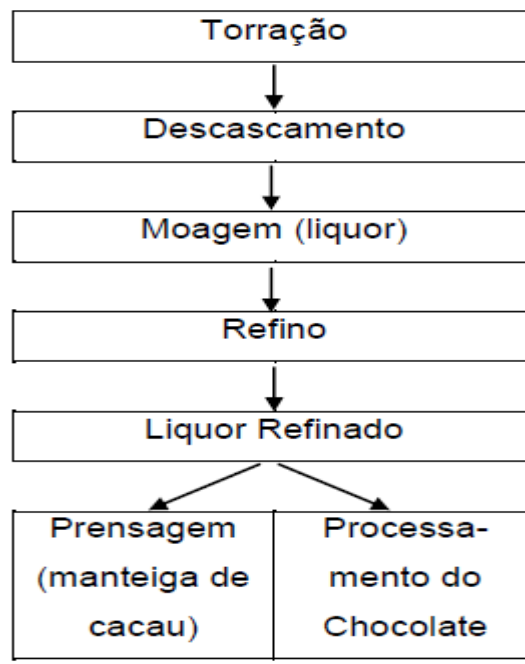 Torração
Descascamento
Moagem (liquor)
Refino
Liquor Refinado
Prensagem
(manteiga de
cacau)
Processa-
mento do
Chocolate